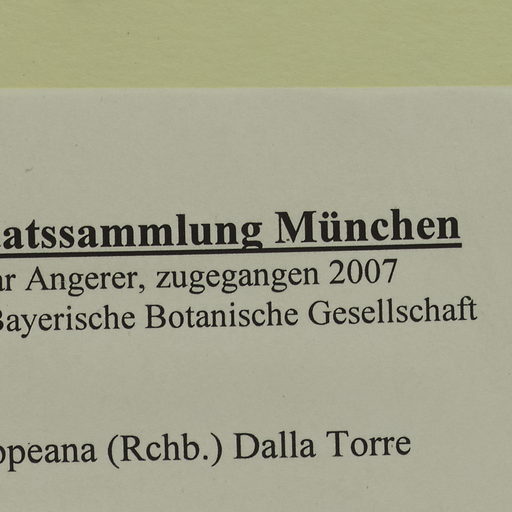 atssammlung München
ar Angerer, zugegangen 2007
Bayerische Botanische Gesellschaft
opeana (Rchb.) Dalla Torre